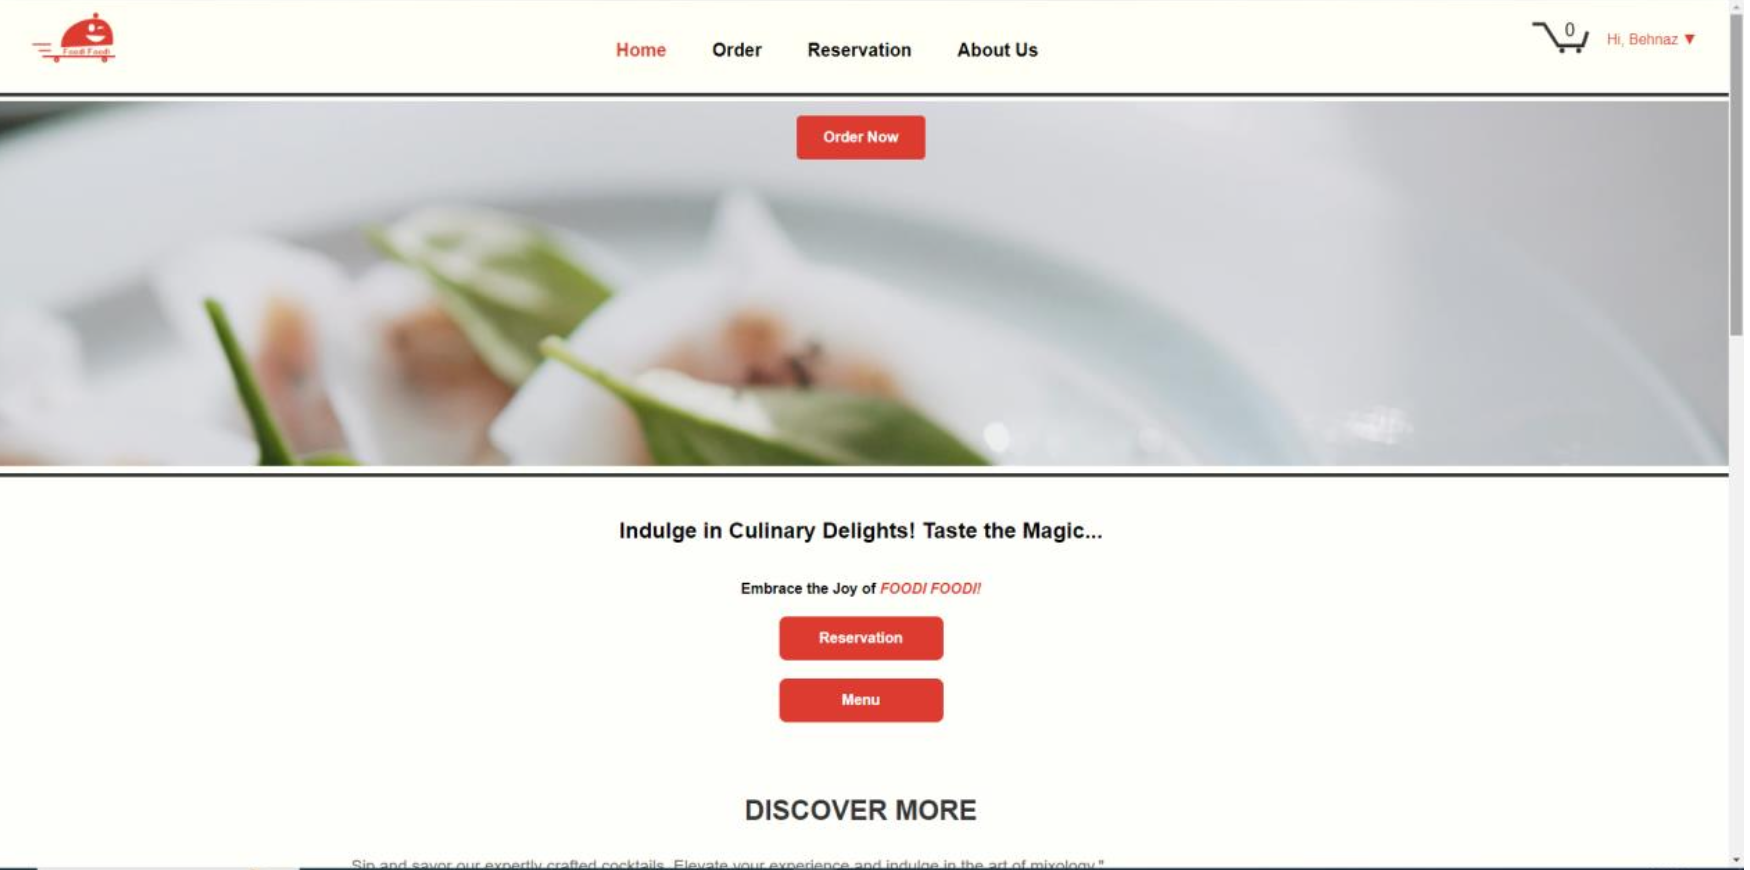 Foodi Foodi
Home Order Reservation About Us
0
Hi, Behnaz ▼
Order Now
Indulge in Culinary Delights! Taste the Magic...
Embrace the Joy of FOODI FOODI!
Reservation
Menu
DISCOVER MORE
Sip and savor our expertly crafted cocktails. Elevate your experience and indulge in the art of mixology."